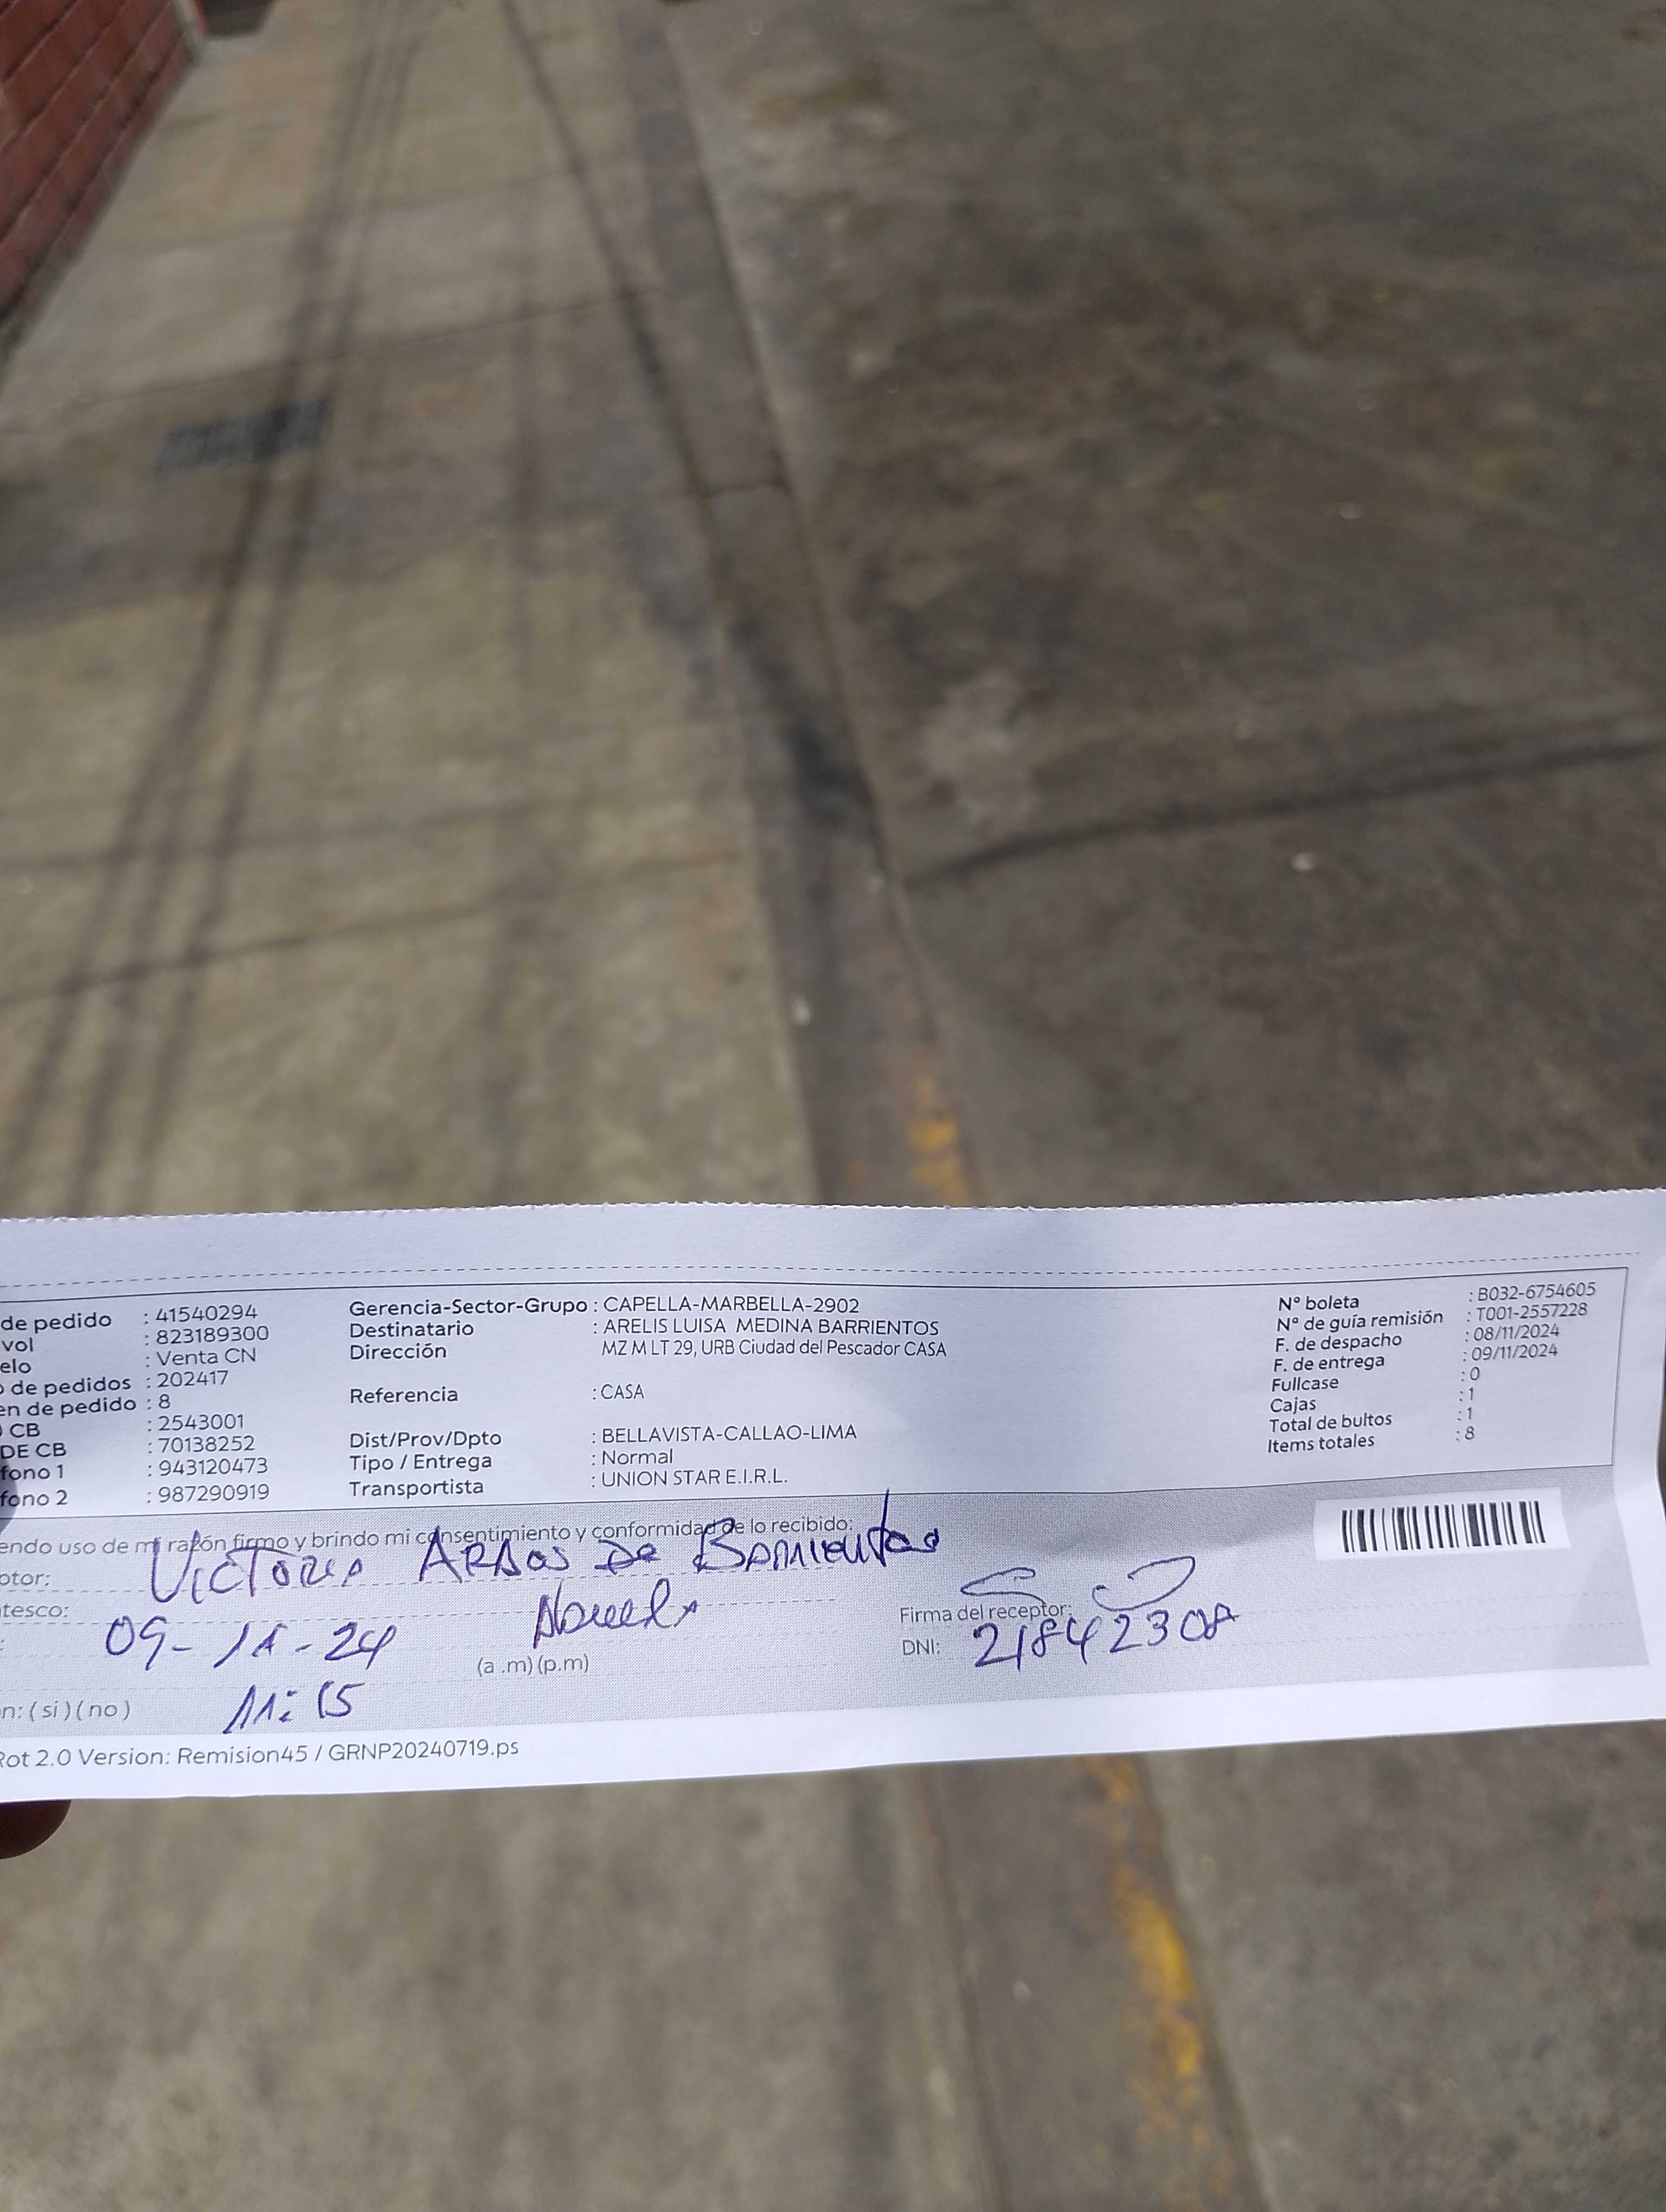 de pedido : 41540294
vol : 823189300
elo : Venta CN
o de pedidos : 202417
en de pedido : 8
CB : 2543001
DE CB : 70138252
fono 1 : 943120473
fono 2 : 987290919
Gerencia-Sector-Grupo : CAPELLA-MARBELLA-2902
Destinatario : ARELIS LUISA MEDINA BARRIENTOS
Dirección MZ M LT 29, URB Ciudad del Pescador CASA
Referencia : CASA
Dist/Prov/Dpto : BELLAVISTA-CALLAO-LIMA
Tipo / Entrega : Normal
Transportista : UNION STAR E.I.R.L.
N° boleta : B032-6754605
N° de guía remisión : T001-2557228
F. de despacho : 08/11/2024
F. de entrega : 09/11/2024
Fullcase : 0
Cajas : 1
Total de bultos : 1
Items totales : 8
endo uso de mi razón firmo y brindo mi consentimiento y conformidad de lo recibido:
ptor: VICTORIA De Barrientos
tesco:
Firma del receptor:
: 09-11-24 (a .m) (p.m)
DNI:
n: ( si ) ( no ) 11:15
Rot 2.0 Version: Remision45 / GRNP20240719.ps